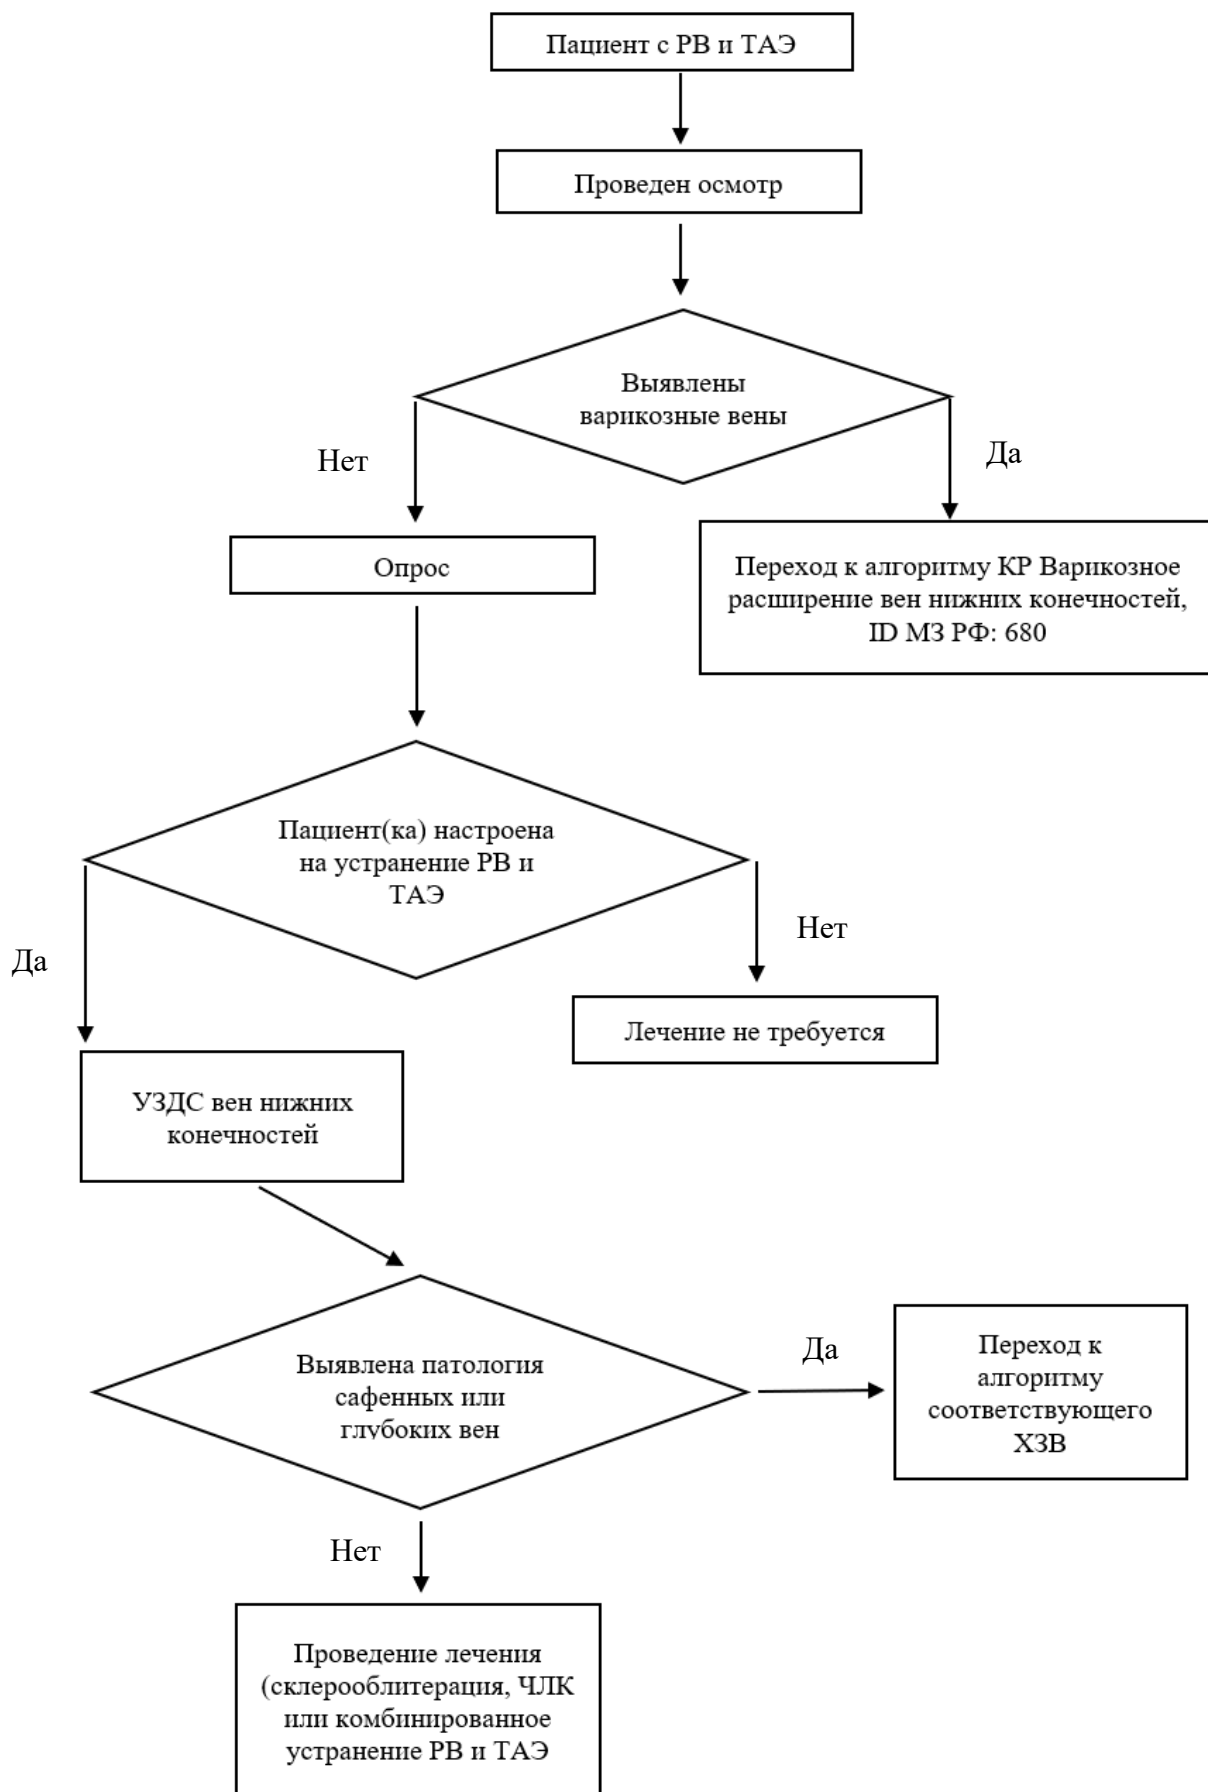 Пациент с РВ и ТАЭ
Проведен осмотр
Выявлены
варикозные вены
Нет
Да
Опрос
Переход к алгоритму КР Варикозное
расширение вен нижних конечностей,
ID МЗ РФ: 680
Пациент(ка) настроена
на устранение РВ и
ТАЭ
Да
Нет
Лечение не требуется
УЗДС вен нижних
конечностей
Выявлена патология
сафенных или
глубоких вен
Да
Переход к
алгоритму
соответствующего
ХЗВ
Нет
Проведение лечения
(склерооблитерация, ЧЛК
или комбинированное
устранение РВ и ТАЭ